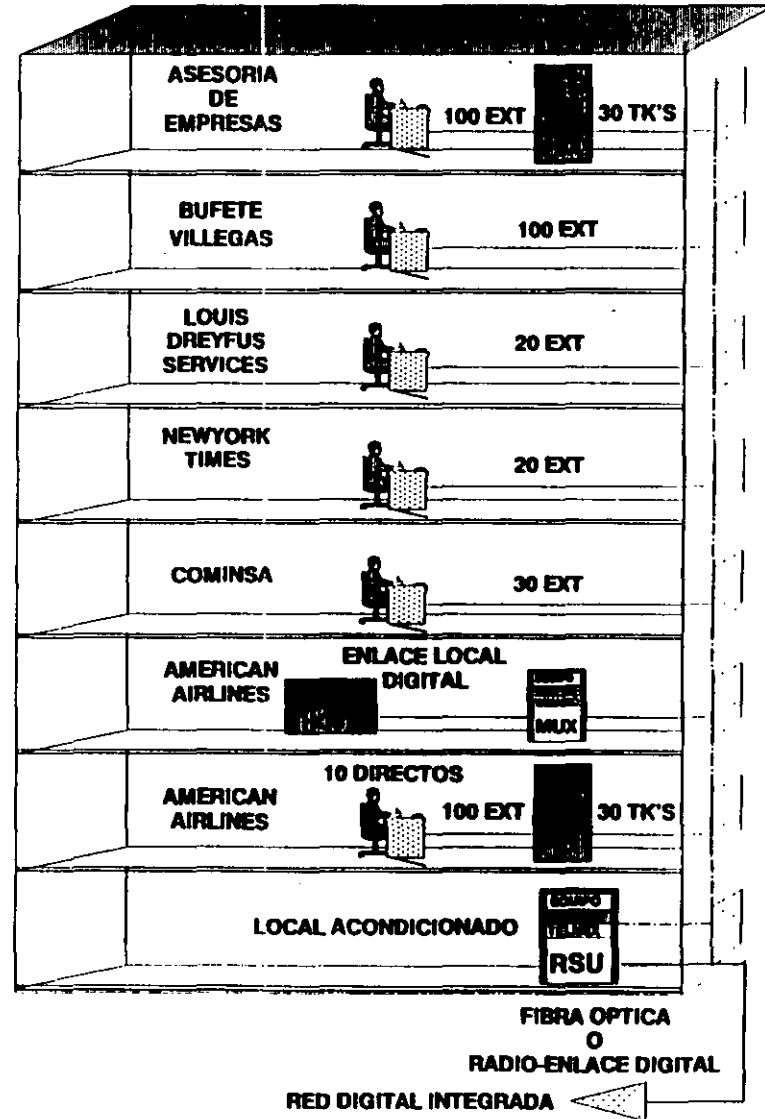 ASESORIA
DE
EMPRESAS
100 EXT
30 TK'S
BUFETE
VILLEGAS
100 EXT
LOUIS
DREYFUS
SERVICES
20 EXT
NEWYORK
TIMES
20 EXT
COMINSA
30 EXT
AMERICAN
AIRLINES
ENLACE LOCAL
DIGITAL
MUX
AMERICAN
AIRLINES
10 DIRECTOS
100 EXT
30 TK'S
LOCAL ACONDICIONADO
EQUIPO
TELMEX
RSU
FIBRA OPTICA
O
RADIO-ENLACE DIGITAL
RED DIGITAL INTEGRADA